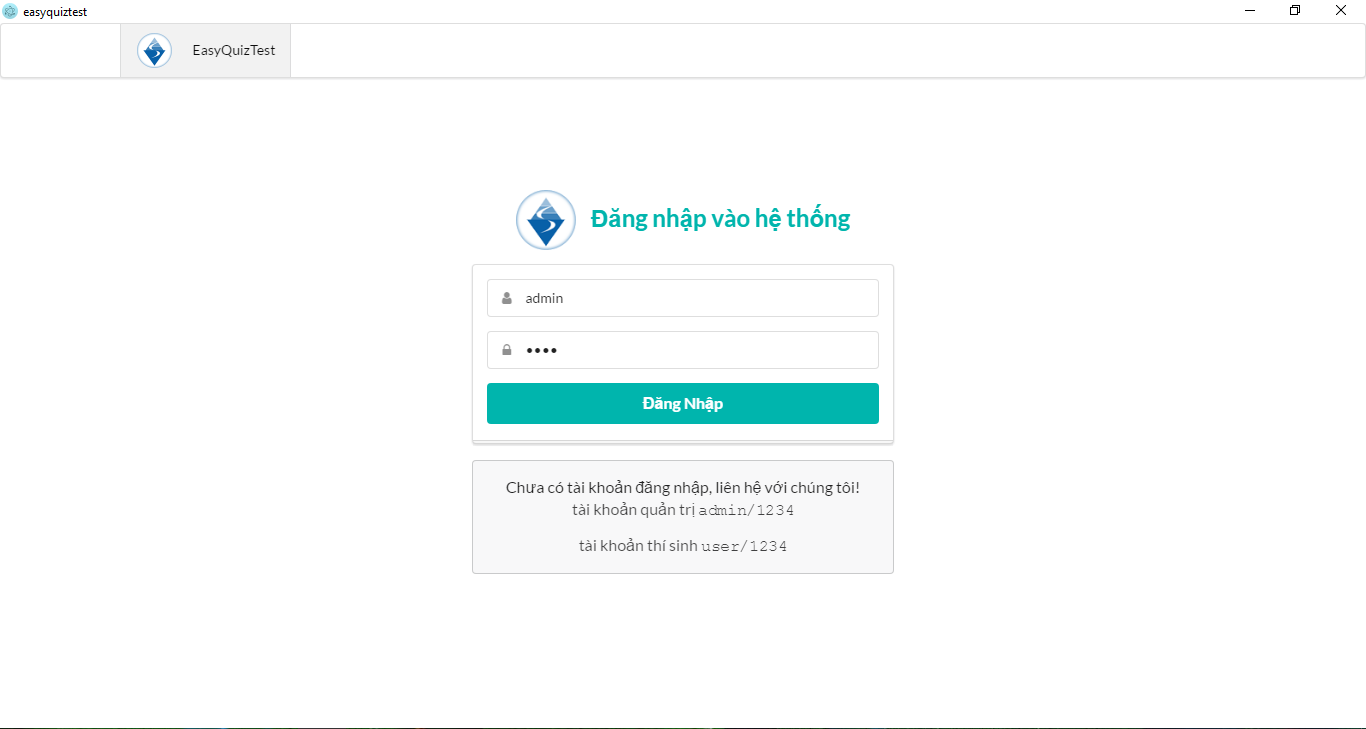 easyquiztest
EasyQuizTest
Đăng nhập vào hệ thống
admin
••••
Đăng Nhập
Chưa có tài khoản đăng nhập, liên hệ với chúng tôi!
tài khoản quản trị admin/1234
tài khoản thí sinh user/1234